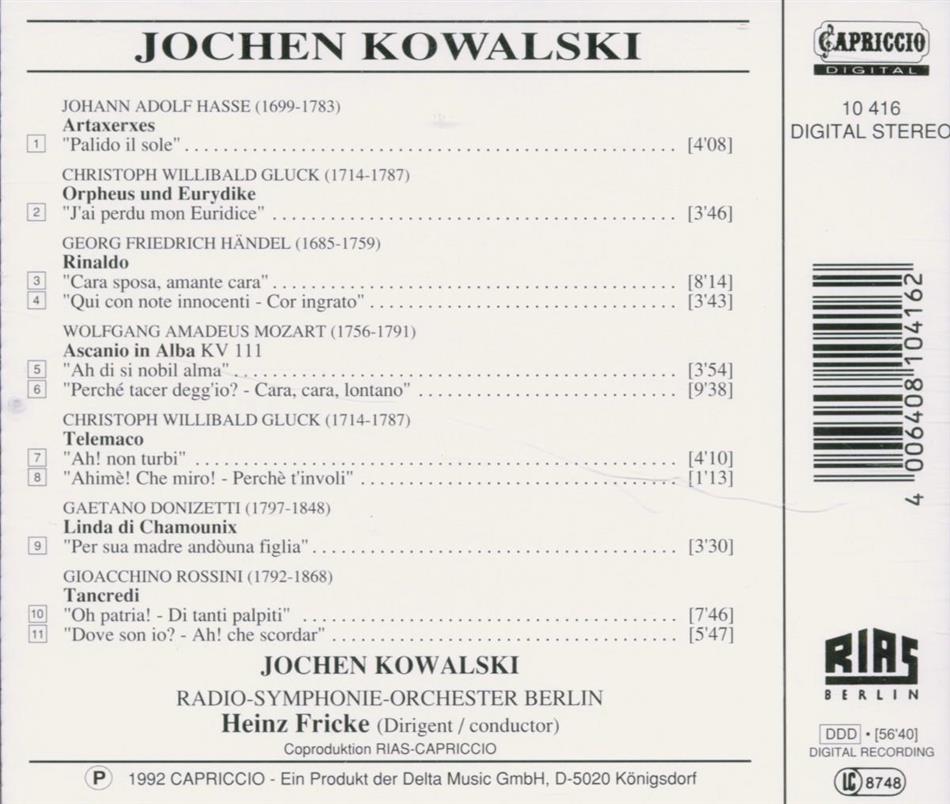 JOCHEN KOWALSKI
JOHANN ADOLF HASSE (1699-1783)
Artaxerxes
1 "Palido il sole" [4'08]
CHRISTOPH WILLIBALD GLUCK (1714-1787)
Orpheus und Eurydike
2 "J'ai perdu mon Euridice" [3'46]
GEORG FRIEDRICH HÄNDEL (1685-1759)
Rinaldo
3 "Cara sposa, amante cara" [8'14]
4 "Qui con note innocenti - Cor ingrato" [3'43]
WOLFGANG AMADEUS MOZART (1756-1791)
Ascanio in Alba KV 111
5 "Ah di si nobil alma" [3'54]
6 "Perché tacer degg'io? - Cara, cara, lontano" [9'38]
CHRISTOPH WILLIBALD GLUCK (1714-1787)
Telemaco
7 "Ah! non turbi" [4'10]
8 "Ahimè! Che miro! - Perchè t'involi" [1'13]
GAETANO DONIZETTI (1797-1848)
Linda di Chamounix
9 "Per sua madre andòuna figlia" [3'30]
GIOACCHINO ROSSINI (1792-1868)
Tancredi
10 "Oh patria! - Di tanti palpiti" [7'46]
11 "Dove son io? - Ah! che scordar" [5'47]
JOCHEN KOWALSKI
RADIO-SYMPHONIE-ORCHESTER BERLIN
Heinz Fricke (Dirigent / conductor)
Coproduktion RIAS-CAPRICCIO
P 1992 CAPRICCIO - Ein Produkt der Delta Music GmbH, D-5020 Königsdorf
CAPRICCIO
DIGITAL
10 416
DIGITAL STEREO
4 006408 104162
RIAS
BERLIN
DDD • [56'40]
DIGITAL RECORDING
LC 8748